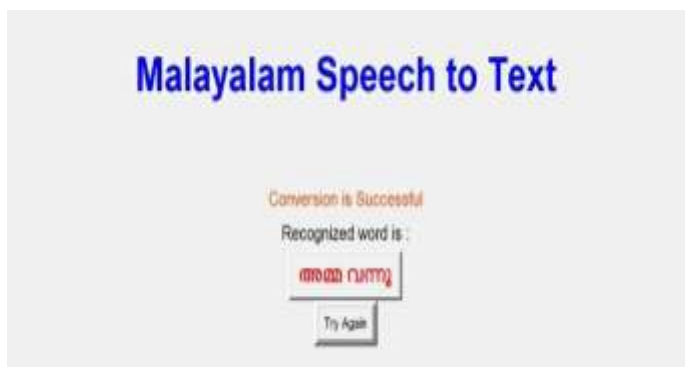 Malayalam Speech to Text
Conversion is Successful
Recognized word is :
അമ്മ വന്നു
Try Again